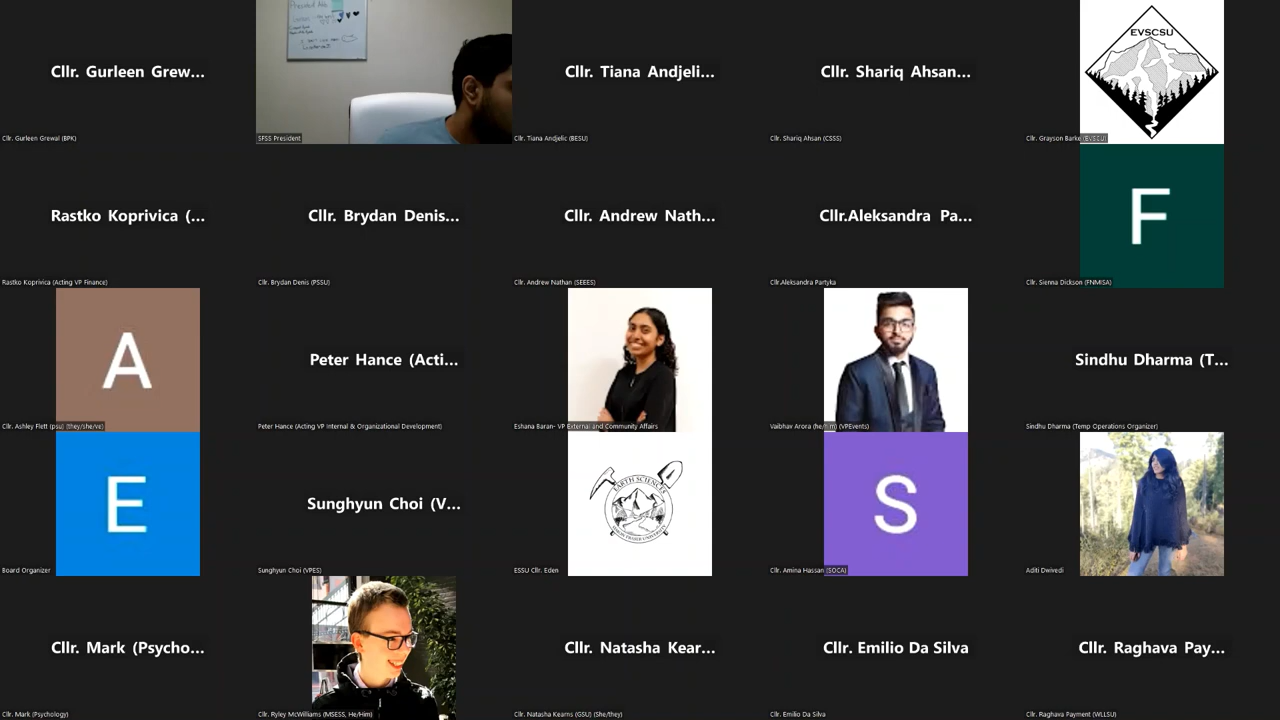 Cllr. Gurleen Grew...
Cllr. Gurleen Grewal (BPK)
SFSS President
Cllr. Tiana Andjeli...
Cllr. Tiana Andjelic (BESU)
Cllr. Shariq Ahsan...
Cllr. Shariq Ahsan (CSSS)
EVSCSU
Cllr. Grayson Barke (EVSCU)
Rastko Koprivica (...
Rastko Koprivica (Acting VP Finance)
Cllr. Brydan Denis...
Cllr. Brydan Denis (PSSU)
Cllr. Andrew Nath...
Cllr. Andrew Nathan (SEEES)
Cllr.Aleksandra Pa...
Cllr.Aleksandra Partyka
F
Cllr. Sienna Dickson (FNMISA)
A
Cllr. Ashley Flett (psu) (they/she/ve)
Peter Hance (Acti...
Peter Hance (Acting VP Internal & Organizational Development)
Eshana Baran- VP External and Community Affairs
Vaibhav Arora (he/him) (VPEvents)
Sindhu Dharma (T...
Sindhu Dharma (Temp Operations Organizer)
E
Board Organizer
Sunghyun Choi (V...
Sunghyun Choi (VPES)
EARTH SCIENCES
SIMON FRASER UNIVERSITY
ESSU Cllr. Eden
S
Cllr. Amina Hassan (SOCA)
Aditi Dwivedi
Cllr. Mark (Psycho...
Cllr. Mark (Psychology)
Cllr. Ryley McWilliams (MSESS, He/Him)
Cllr. Natasha Kear...
Cllr. Natasha Kearns (GSU) (She/they)
Cllr. Emilio Da Silva
Cllr. Emilio Da Silva
Cllr. Raghava Pay...
Cllr. Raghava Payment (WLLSU)